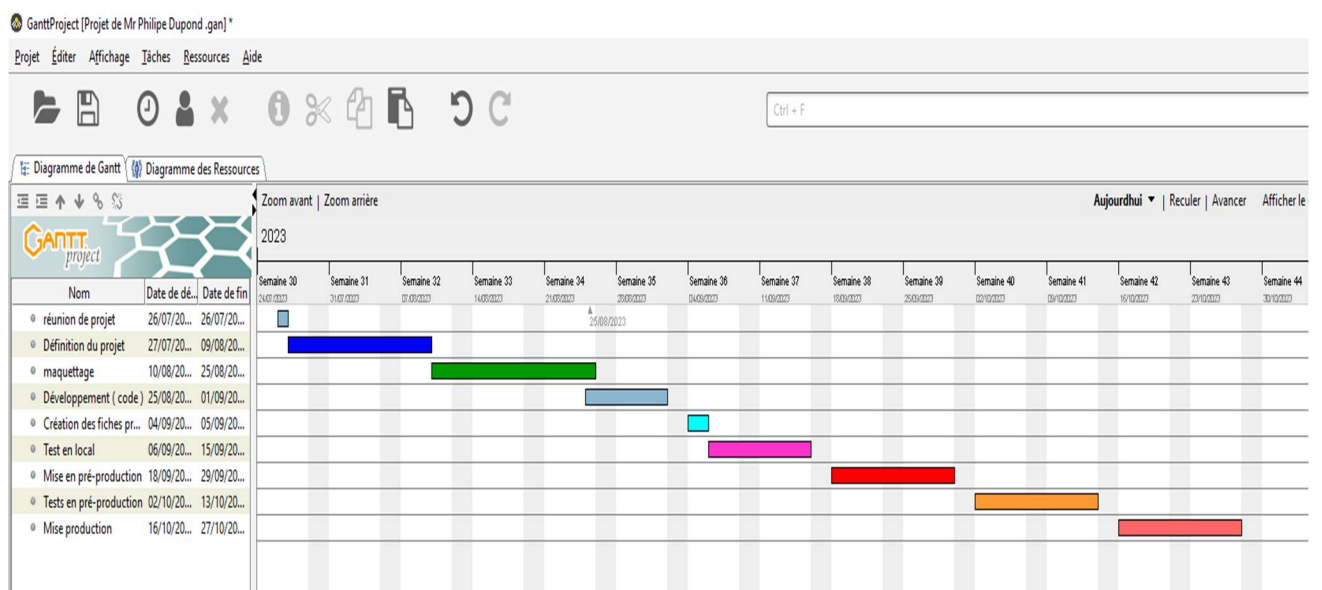 GanttProject [Projet de Mr Philipe Dupond .gan] *
Projet Éditer Affichage Tâches Ressources Aide
Ctrl + F
Diagramme de Gantt Diagramme des Ressources
Zoom avant | Zoom arrière Aujourdhui ▼ | Reculer | Avancer Afficher le
GANTT project
2023
Semaine 30 Semaine 31 Semaine 32 Semaine 33 Semaine 34 Semaine 35 Semaine 36 Semaine 37 Semaine 38 Semaine 39 Semaine 40 Semaine 41 Semaine 42 Semaine 43 Semaine 44
24/07/2023 31/07/2023 07/08/2023 14/08/2023 21/08/2023 28/08/2023 04/09/2023 11/09/2023 18/09/2023 25/09/2023 02/10/2023 09/10/2023 16/10/2023 23/10/2023 30/10/2023
Nom Date de dé... Date de fin
25/08/2023
réunion de projet 26/07/20... 26/07/20...
Définition du projet 27/07/20... 09/08/20...
maquettage 10/08/20... 25/08/20...
Développement ( code ) 25/08/20... 01/09/20...
Création des fiches pr... 04/09/20... 05/09/20...
Test en local 06/09/20... 15/09/20...
Mise en pré-production 18/09/20... 29/09/20...
Tests en pré-production 02/10/20... 13/10/20...
Mise production 16/10/20... 27/10/20...